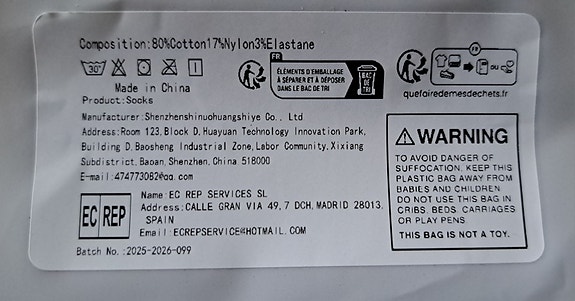 Composition:80%Cotton17%Nylon3%Elastane
30°
Made in China
Product:Socks
FR
ÉLÉMENTS D'EMBALLAGE
À SÉPARER ET À DÉPOSER
DANS LE BAC DE TRI
BAC
DE
TRI
FR
OU
quefairedemesdechets.fr
Manufacturer:Shenzhenshinuohuangshiye Co., Ltd
Address:Room 123,Block D,Huayuan Technology Innovation Park,
Building D,Baosheng Industrial Zone,Labor Community,Xixiang
Subdistrict,Baoan,Shenzhen,China 518000
E-mail:474773082@qq.com
EC REP
Name:EC REP SERVICES SL
Address:CALLE GRAN VIA 49,7 DCH,MADRID 28013,
SPAIN
Email:ECREPSERVICE@HOTMAIL.COM
Batch No.:2025-2026-099
WARNING
TO AVOID DANGER OF
SUFFOCATION, KEEP THIS
PLASTIC BAG AWAY FROM
BABIES AND CHILDREN.
DO NOT USE THIS BAG IN
CRIBS, BEDS, CARRIAGES
OR PLAY PENS.
THIS BAG IS NOT A TOY.